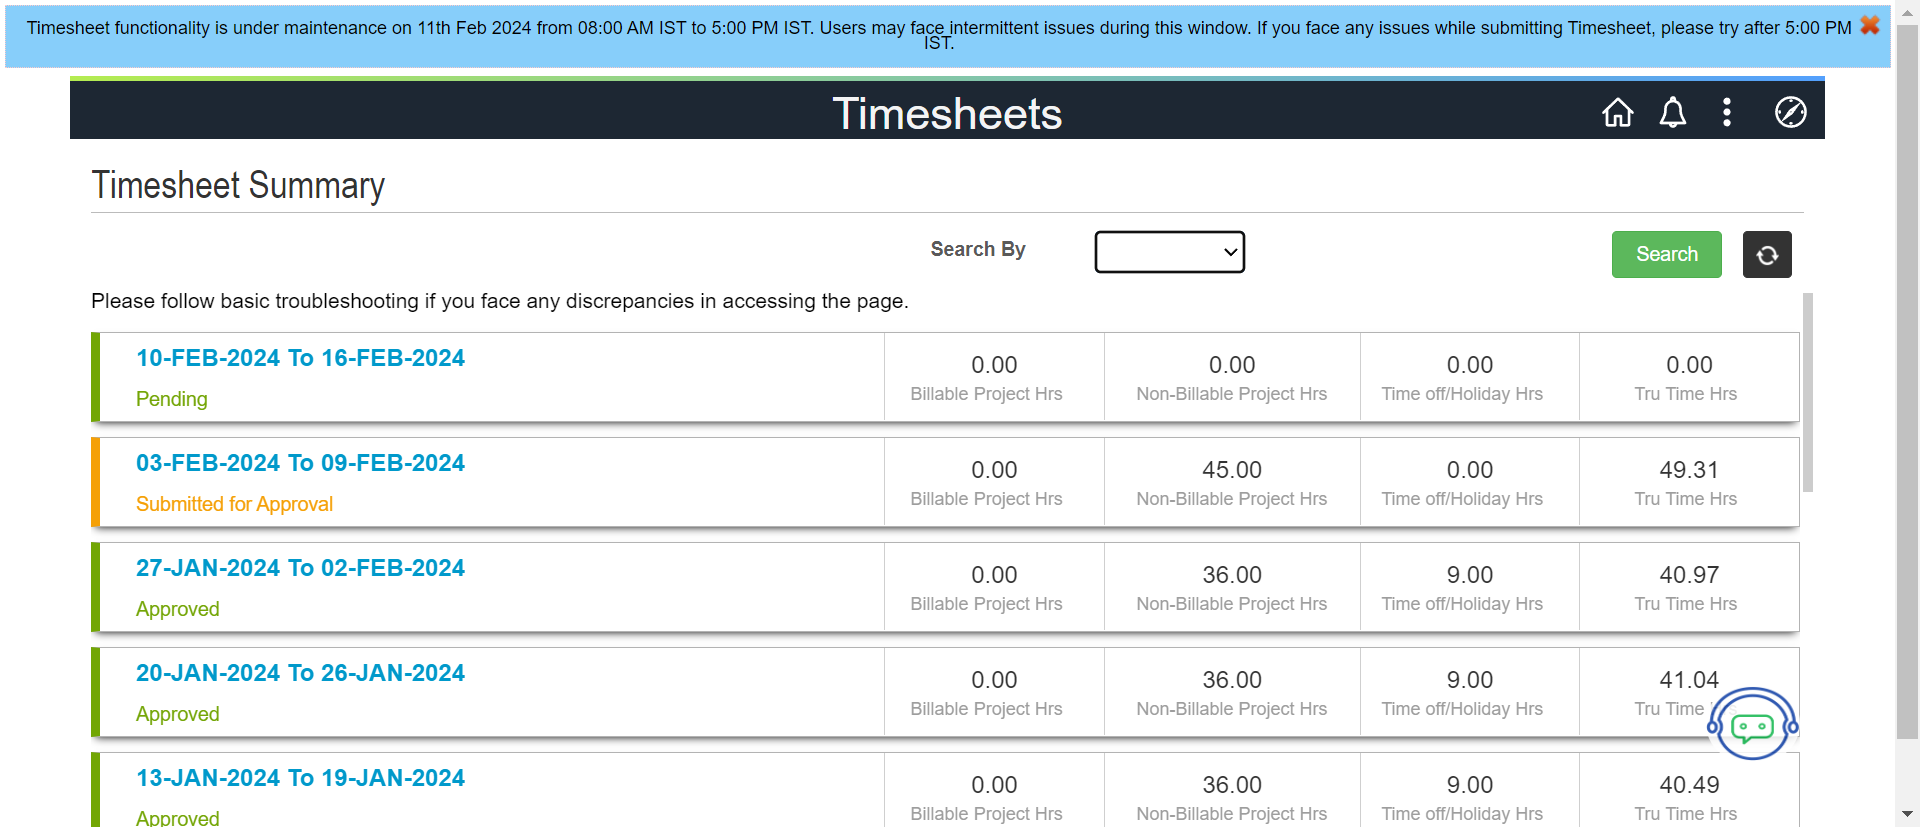 Timesheet functionality is under maintenance on 11th Feb 2024 from 08:00 AM IST to 5:00 PM IST. Users may face intermittent issues during this window. If you face any issues while submitting Timesheet, please try after 5:00 PM
IST.
Timesheets
Timesheet Summary
Search By
Search
Please follow basic troubleshooting if you face any discrepancies in accessing the page.
10-FEB-2024 To 16-FEB-2024
Pending
0.00 0.00 0.00 0.00
Billable Project Hrs Non-Billable Project Hrs Time off/Holiday Hrs Tru Time Hrs
03-FEB-2024 To 09-FEB-2024
Submitted for Approval
0.00 45.00 0.00 49.31
Billable Project Hrs Non-Billable Project Hrs Time off/Holiday Hrs Tru Time Hrs
27-JAN-2024 To 02-FEB-2024
Approved
0.00 36.00 9.00 40.97
Billable Project Hrs Non-Billable Project Hrs Time off/Holiday Hrs Tru Time Hrs
20-JAN-2024 To 26-JAN-2024
Approved
0.00 36.00 9.00 41.04
Billable Project Hrs Non-Billable Project Hrs Time off/Holiday Hrs Tru Time
13-JAN-2024 To 19-JAN-2024
Approved
0.00 36.00 9.00 40.49
Billable Project Hrs Non-Billable Project Hrs Time off/Holiday Hrs Tru Time Hrs